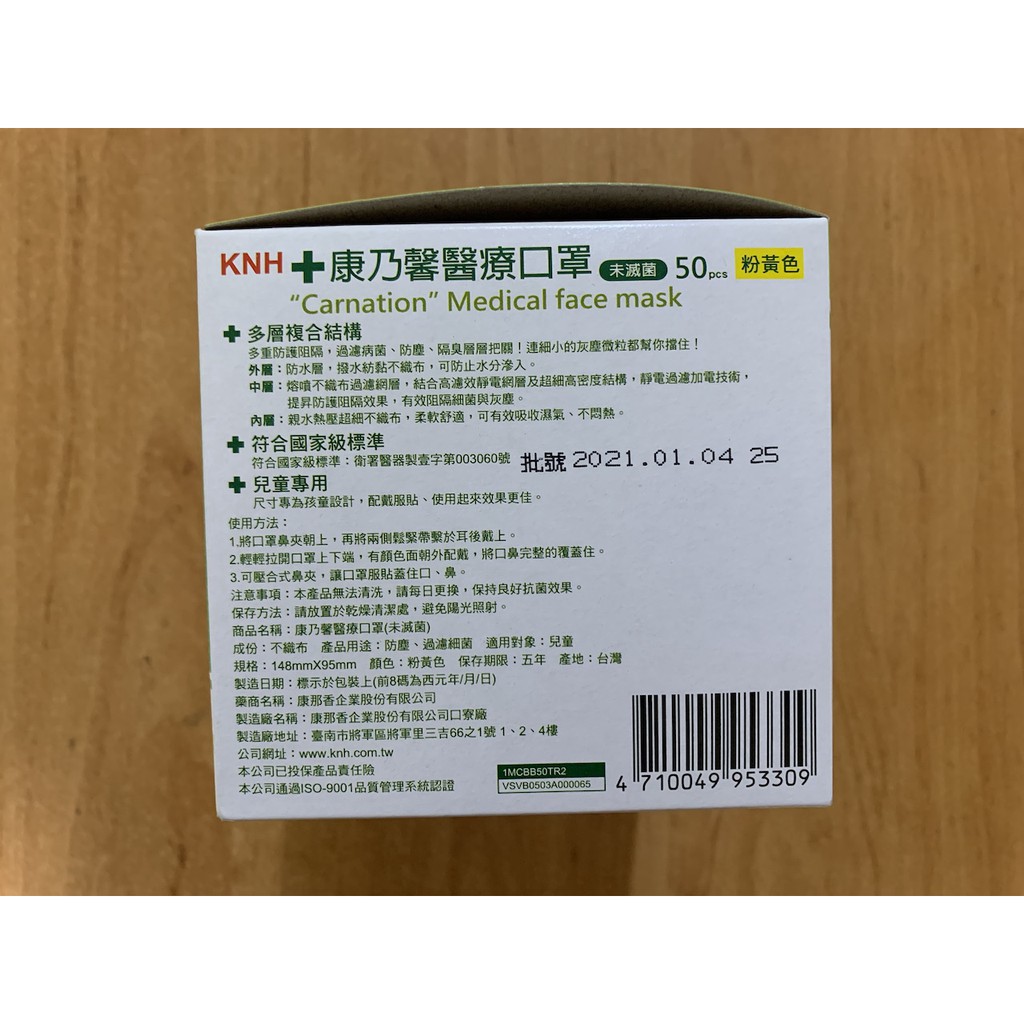 KNH ✚康乃馨醫療口罩 未滅菌 50pcs 粉黃色
“Carnation” Medical face mask
✚ 多層複合結構
多重防護阻隔，過濾病菌、防塵、隔臭層層把關！連細小的灰塵微粒都幫你擋住！
外層：防水層，撥水紡黏不織布，可防止水分滲入。
中層：熔噴不織布過濾網層，結合高濾效靜電網層及超細高密度結構，靜電過濾加電技術，
提昇防護阻隔效果，有效阻隔細菌與灰塵。
內層：親水熱壓超細不織布，柔軟舒適，可有效吸收濕氣、不悶熱。
✚ 符合國家級標準
符合國家級標準：衛署醫器製壹字第003060號 批號 2021.01.04 25
✚ 兒童專用
尺寸專為孩童設計，配戴服貼、使用起來效果更佳。
使用方法：
1.將口罩鼻夾朝上，再將兩側鬆緊帶繫於耳後戴上。
2.輕輕拉開口罩上下端，有顏色面朝外配戴，將口鼻完整的覆蓋住。
3.可壓合式鼻夾，讓口罩服貼蓋住口、鼻。
注意事項：本產品無法清洗，請每日更換，保持良好抗菌效果。
保存方法：請放置於乾燥清潔處，避免陽光照射。
商品名稱：康乃馨醫療口罩(未滅菌)
成份：不織布 產品用途：防塵、過濾細菌 適用對象：兒童
規格：148mmX95mm 顏色：粉黃色 保存期限：五年 產地：台灣
製造日期：標示於包裝上(前8碼為西元年/月/日)
藥商名稱：康那香企業股份有限公司
製造廠名稱：康那香企業股份有限公司口寮廠
製造廠地址：臺南市將軍區將軍里三吉66之1號 1、2、4樓
公司網址：www.knh.com.tw
本公司已投保產品責任險
本公司通過ISO-9001品質管理系統認證
1MCBB50TR2
VSVB0503A000065
4 710049 953309